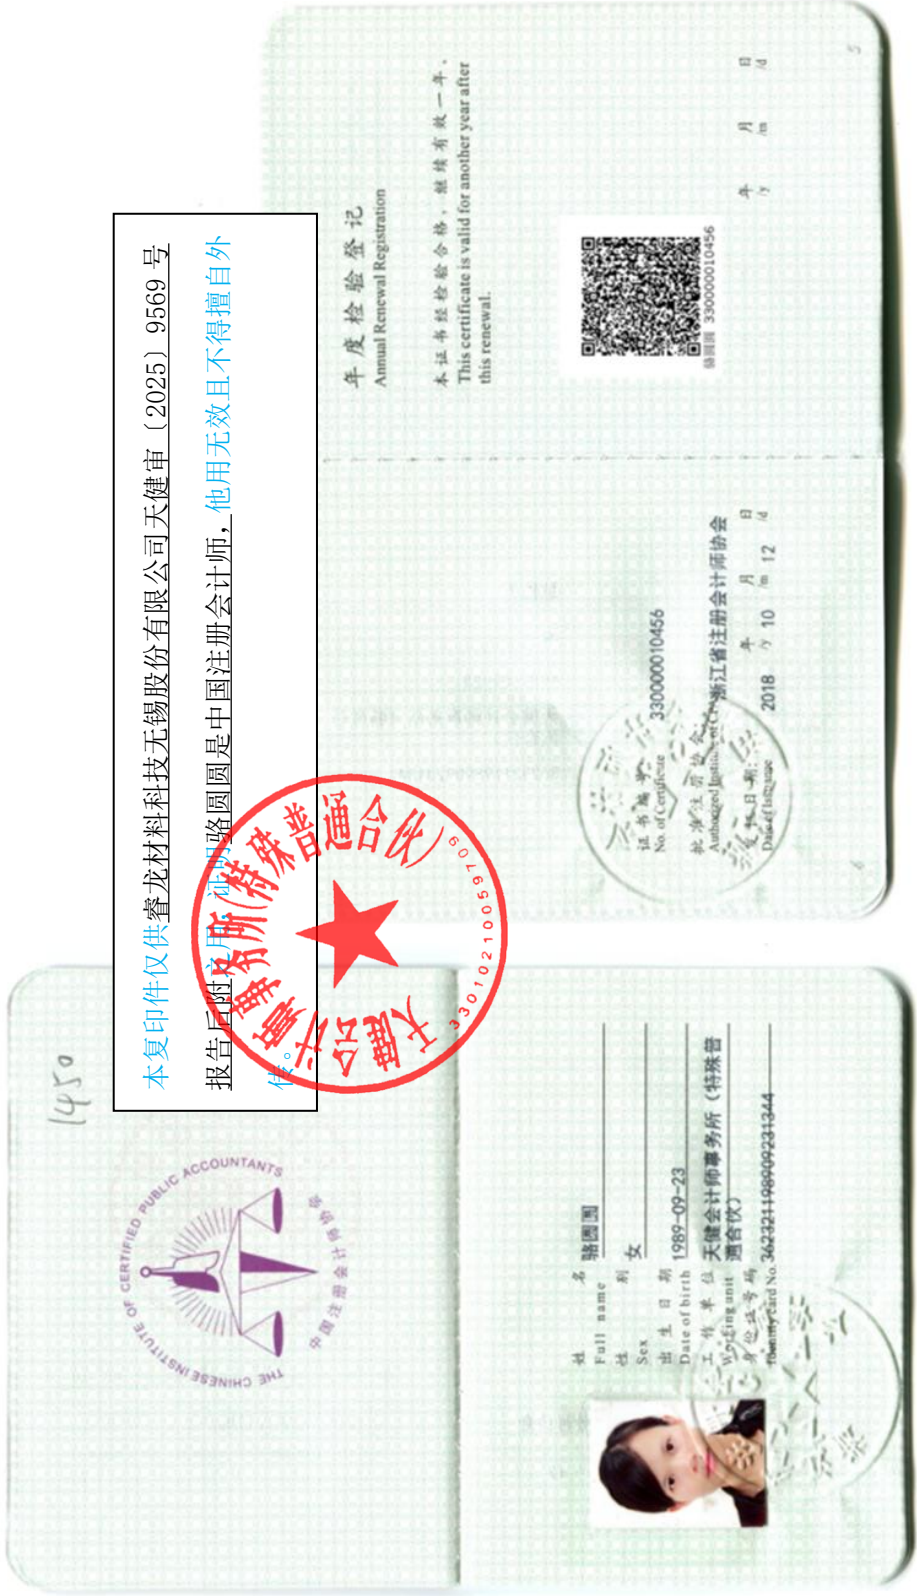 本复印件仅供睿龙材料科技无锡股份有限公司天健审〔2025〕9569 号
报告后附之用，证明骆圆圆是中国注册会计师，他用无效且不得擅自外
传。
天健会计师事务所(特殊普通合伙)
3301021005970​9
1450
THE CHINESE INSTITUTE OF CERTIFIED PUBLIC ACCOUNTANTS
中国注册会计师协会
姓 名 骆圆圆
Full name
性 别 女
Sex
出 生 日 期 1989-09-23
Date of birth
工 作 单 位 天健会计师事务所（特殊普
Working unit 通合伙）
身份证号码 362321198909231344
Identity card No.
证 书 编 号: 330000010456
No. of Certificate
批 准 注 册 协 会: 浙江省注册会计师协会
Authorized Institute of CPAs
发 证 日 期: 2018 年 10 月 12 日
Date of Issuance /y /m /d
6
年 度 检 验 登 记
Annual Renewal Registration
本 证 书 经 检 验 合 格，继 续 有 效 一 年。
This certificate is valid for another year after
this renewal.
骆圆圆 330000010456
年 月 日
/y /m /d
5